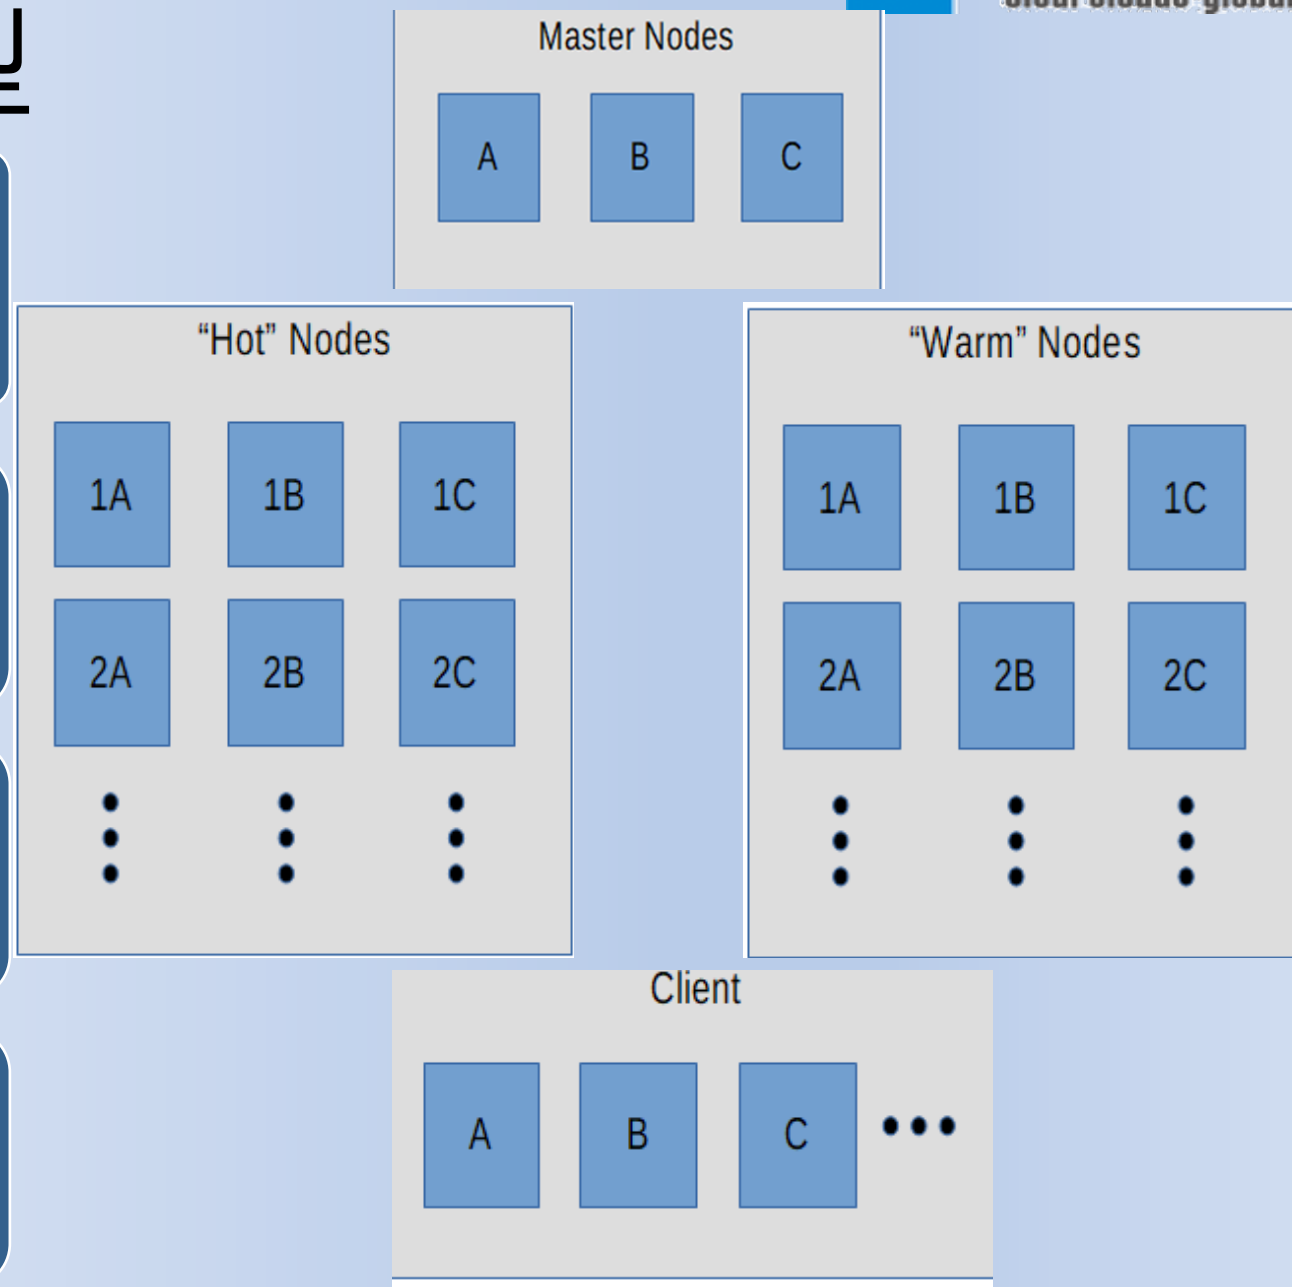 Master Nodes
A B C
“Hot” Nodes
1A 1B 1C
2A 2B 2C
“Warm” Nodes
1A 1B 1C
2A 2B 2C
Client
A B C